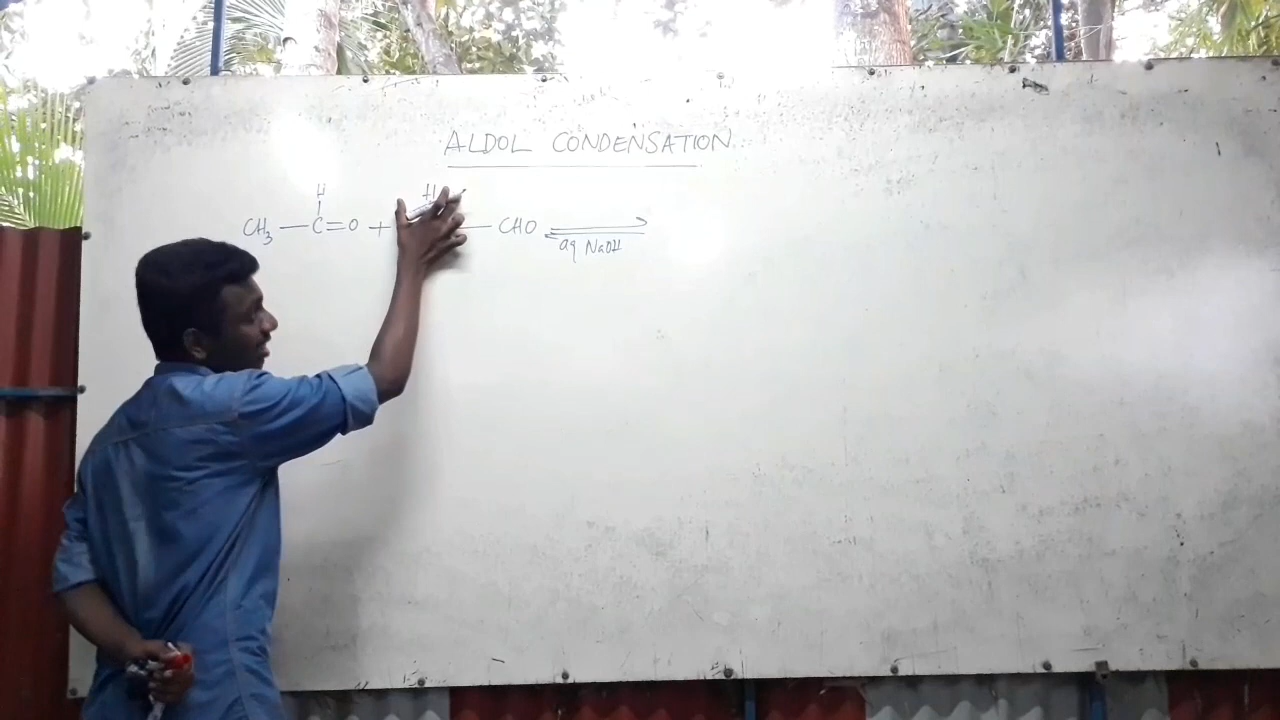 ALDOL CONDENSATION
H H
CH3 — C = O + — CHO ⇌
aq NaOH